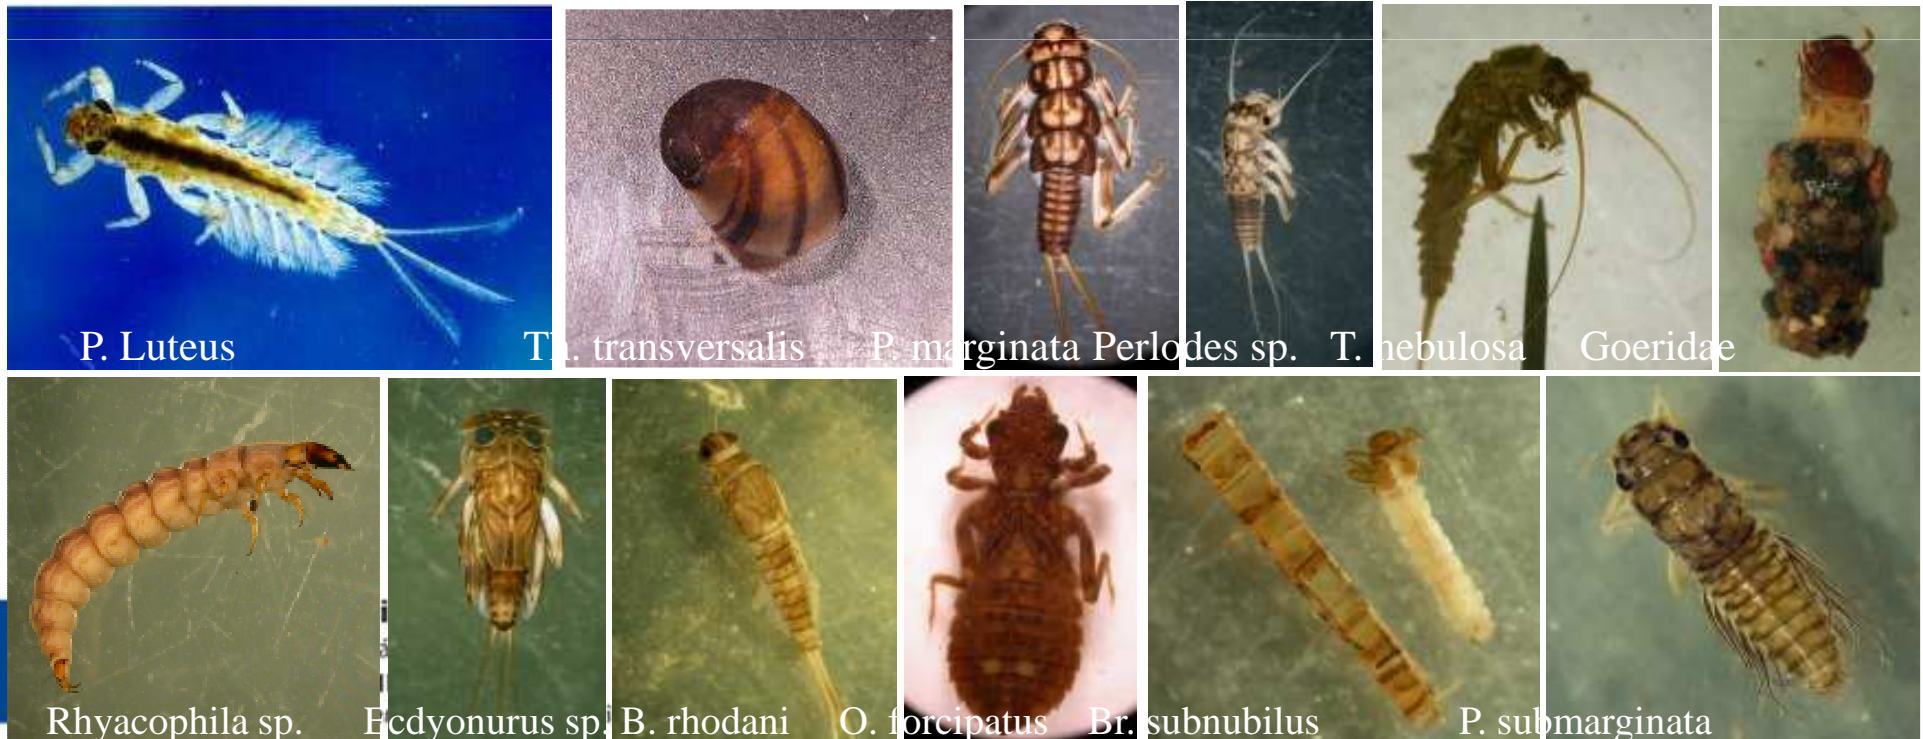 P. Luteus
Th. transversalis
P. marginata
Perlodes sp.
T. nebulosa
Goeridae
Rhyacophila sp.
Ecdyonurus sp.
B. rhodani
O. forcipatus
Br. subnubilus
P. submarginata